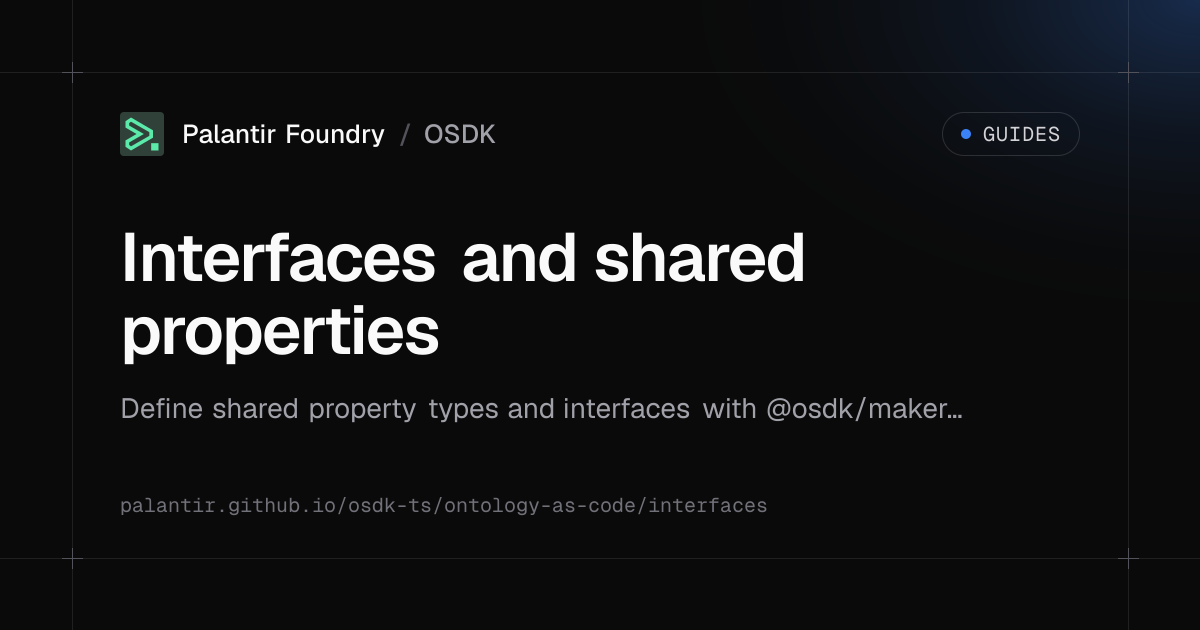 Palantir Foundry / OSDK
GUIDES
Interfaces and shared
properties
Define shared property types and interfaces with @osdk/maker…
palantir.github.io/osdk-ts/ontology-as-code/interfaces